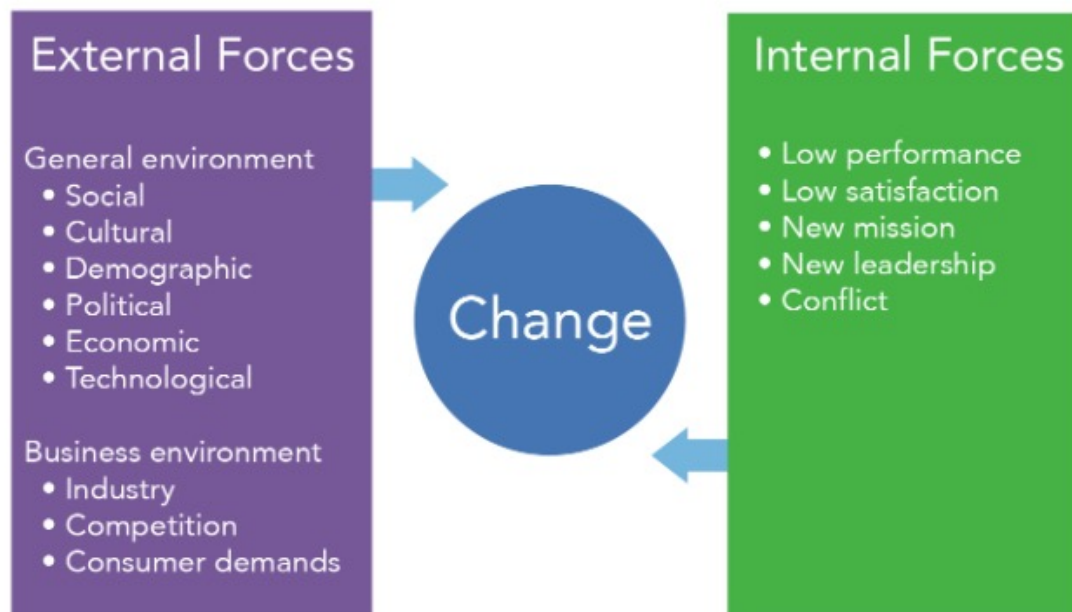 External Forces
General environment
• Social
• Cultural
• Demographic
• Political
• Economic
• Technological
Business environment
• Industry
• Competition
• Consumer demands
Change
Internal Forces
• Low performance
• Low satisfaction
• New mission
• New leadership
• Conflict